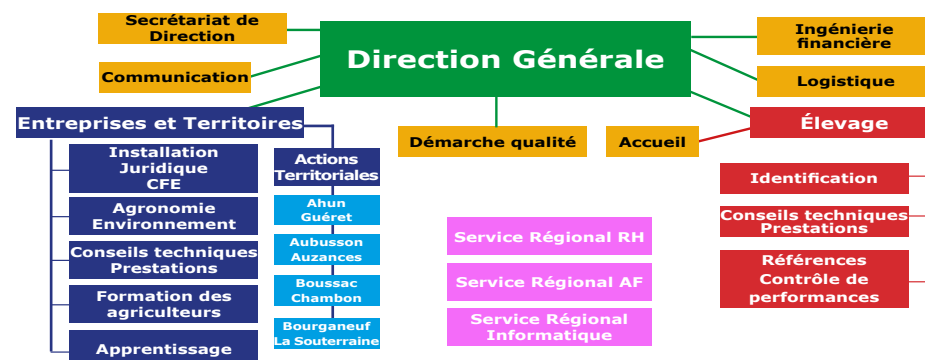 Secrétariat de
Direction
Communication
Direction Générale
Ingénierie
financière
Logistique
Démarche qualité
Accueil
Entreprises et Territoires
Installation
Juridique
CFE
Agronomie
Environnement
Conseils techniques
Prestations
Formation des
agriculteurs
Apprentissage
Actions
Territoriales
Ahun
Guéret
Aubusson
Auzances
Boussac
Chambon
Bourganeuf
La Souterraine
Service Régional RH
Service Régional AF
Service Régional
Informatique
Élevage
Identification
Conseils techniques
Prestations
Références
Contrôle de
performances